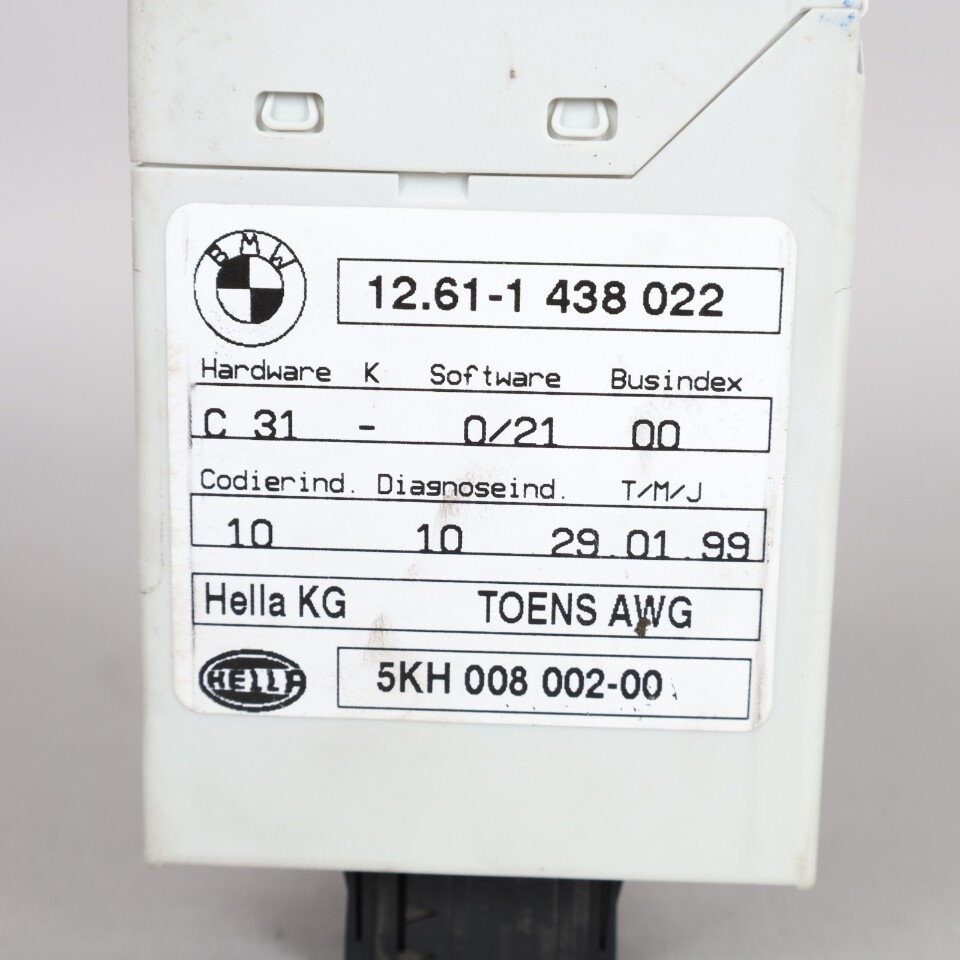 BMW
12.61-1 438 022
Hardware K Software Busindex
C 31 - 0/21 00
Codierind. Diagnoseind. T/M/J
10 10 29.01.99
Hella KG TOENS AWG
HELLA
5KH 008 002-00